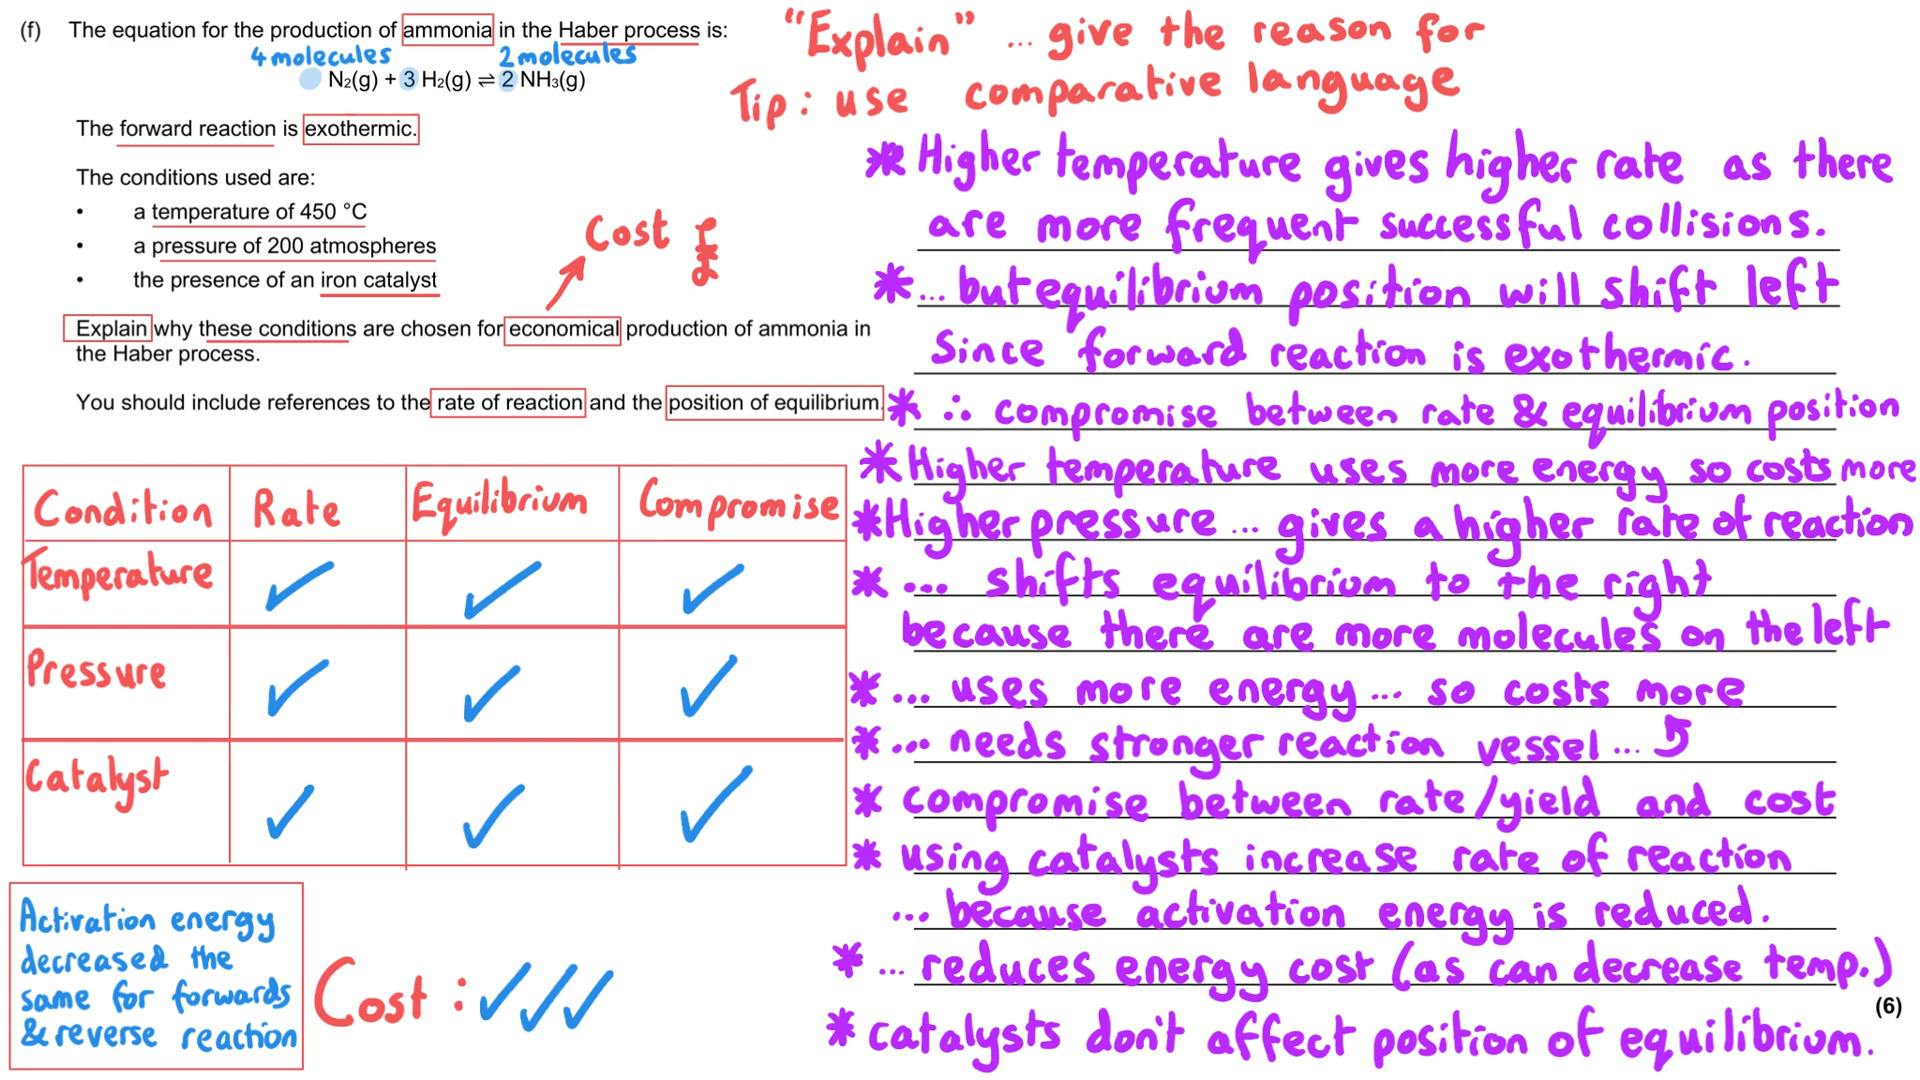 (f) The equation for the production of ammonia in the Haber process is:
4 molecules 2 molecules
N₂(g) + 3 H₂(g) ⇌ 2 NH₃(g)
The forward reaction is exothermic.
The conditions used are:
• a temperature of 450 °C
• a pressure of 200 atmospheres
• the presence of an iron catalyst
Cost £££
Explain why these conditions are chosen for economical production of ammonia in
the Haber process.
You should include references to the rate of reaction and the position of equilibrium.
Condition Rate Equilibrium Compromise
Temperature ✓ ✓ ✓
Pressure ✓ ✓ ✓
Catalyst ✓ ✓ ✓
Activation energy
decreased the
same for forwards
& reverse reaction
Cost : ✓✓✓
"Explain" ... give the reason for
Tip : use comparative language
* Higher temperature gives higher rate as there
are more frequent successful collisions.
* ... but equilibrium position will shift left
Since forward reaction is exothermic.
* ∴ compromise between rate & equilibrium position
* Higher temperature uses more energy so costs more
* Higher pressure ... gives a higher rate of reaction
* ... shifts equilibrium to the right
because there are more molecules on the left
* ... uses more energy ... so costs more
* ... needs stronger reaction vessel ...
* compromise between rate/yield and cost
* using catalysts increase rate of reaction
... because activation energy is reduced.
* ... reduces energy cost (as can decrease temp.)
(6)
* catalysts don't affect position of equilibrium.